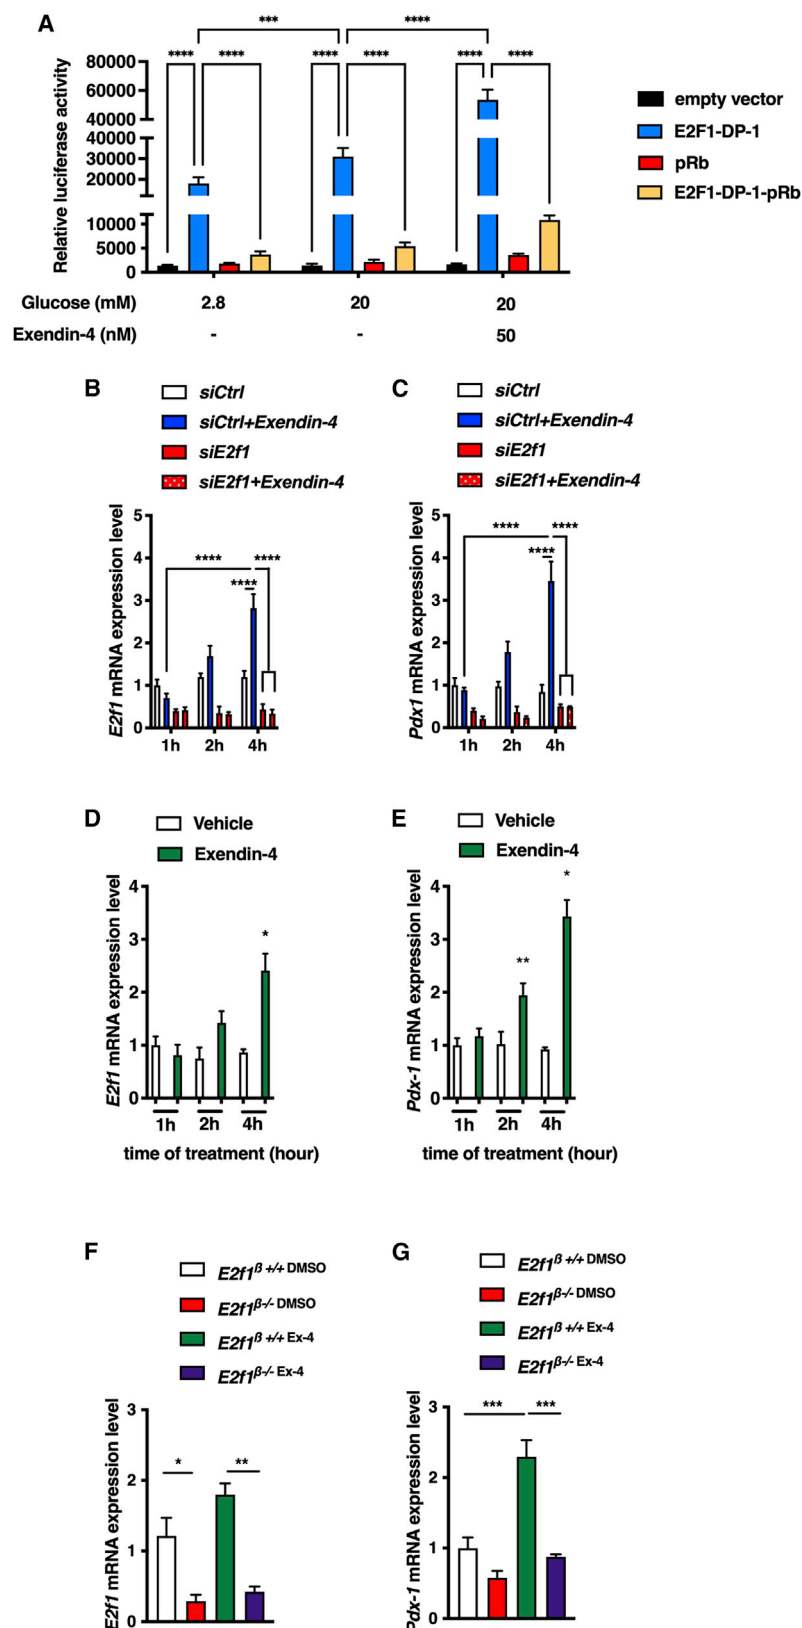 A
***
****
****
****
****
****
****
****
80000
60000
40000
40000
30000
20000
10000
5000
0
Relative luciferase activity
empty vector
E2F1-DP-1
pRb
E2F1-DP-1-pRb
Glucose (mM)
2.8
20
20
Exendin-4 (nM)
-
-
50
B
siCtrl
siCtrl+Exendin-4
siE2f1
siE2f1+Exendin-4
5
4
3
2
1
0
E2f1 mRNA expression level
****
****
****
1h
2h
4h
C
siCtrl
siCtrl+Exendin-4
siE2f1
siE2f1+Exendin-4
5
4
3
2
1
0
Pdx1 mRNA expression level
****
****
****
1h
2h
4h
D
Vehicle
Exendin-4
4
3
2
1
0
E2f1 mRNA expression level
*
1h
2h
4h
time of treatment (hour)
E
Vehicle
Exendin-4
4
3
2
1
0
Pdx-1 mRNA expression level
**
*
1h
2h
4h
time of treatment (hour)
F
E2f1β +/+ DMSO
E2f1β-/- DMSO
E2f1β +/+ Ex-4
E2f1β-/- Ex-4
3
2
1
0
E2f1 mRNA expression level
*
**
G
E2f1β +/+ DMSO
E2f1β-/- DMSO
E2f1β +/+ Ex-4
E2f1β-/- Ex-4
3
2
1
0
Pdx-1 mRNA expression level
***
***